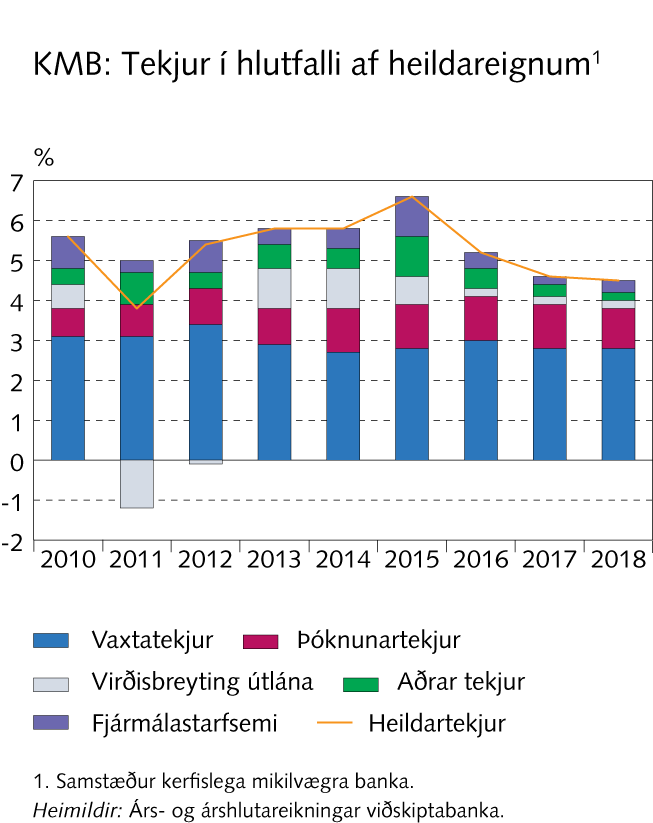 KMB: Tekjur í hlutfalli af heildareignum¹
%
7
6
5
4
3
2
1
0
-1
-2
2010 2011 2012 2013 2014 2015 2016 2017 2018
Vaxtatekjur Þóknunartekjur
Virðisbreyting útlána Aðrar tekjur
Fjármálastarfsemi Heildartekjur
1. Samstæður kerfislega mikilvægra banka.
Heimildir: Árs- og árshlutareikningar viðskiptabanka.